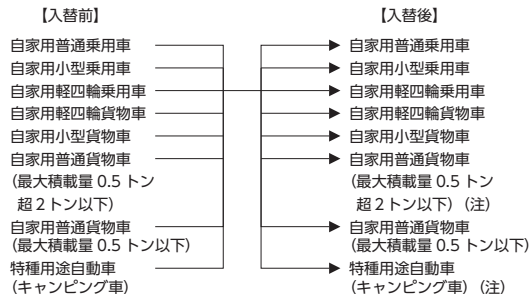 【入替前】
自家用普通乗用車
自家用小型乗用車
自家用軽四輪乗用車
自家用軽四輪貨物車
自家用小型貨物車
自家用普通貨物車
(最大積載量 0.5 トン
超 2 トン以下)
自家用普通貨物車
(最大積載量 0.5 トン以下)
特種用途自動車
(キャンピング車)
【入替後】
自家用普通乗用車
自家用小型乗用車
自家用軽四輪乗用車
自家用軽四輪貨物車
自家用小型貨物車
自家用普通貨物車
(最大積載量 0.5 トン
超 2 トン以下)(注)
自家用普通貨物車
(最大積載量 0.5 トン以下)
特種用途自動車
(キャンピング車)(注)